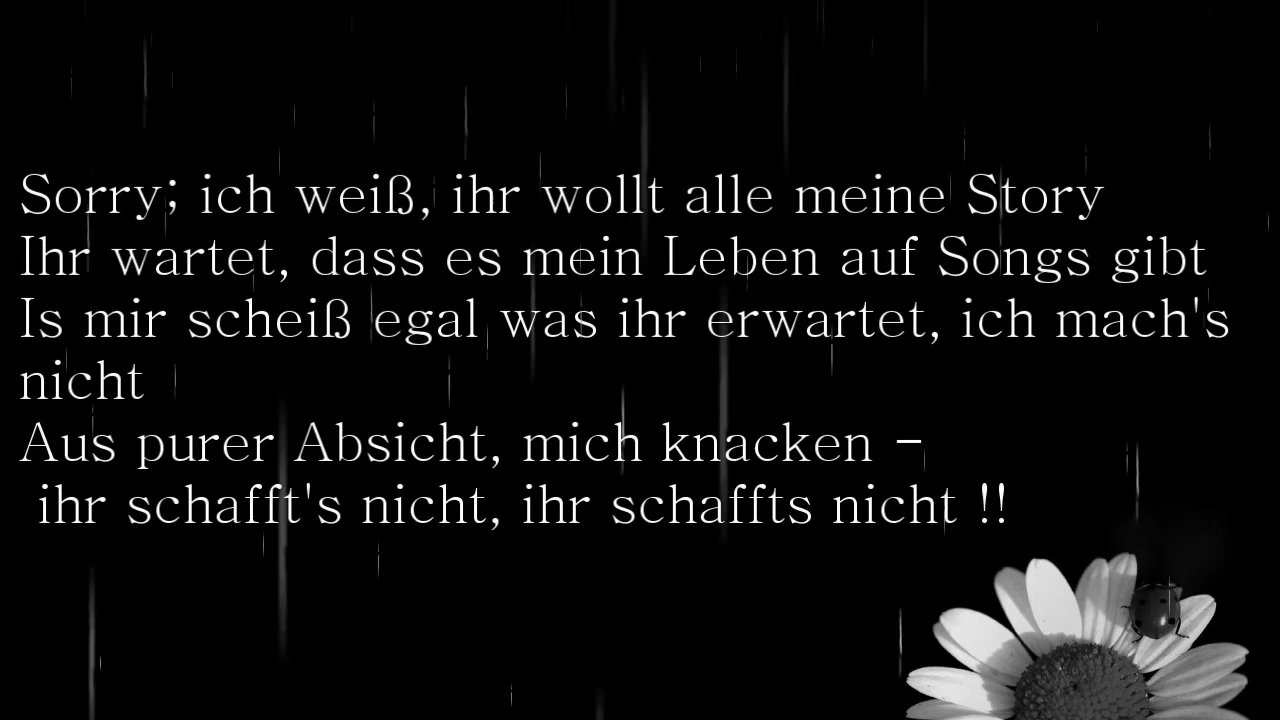 Sorry; ich weiß, ihr wollt alle meine Story
Ihr wartet, dass es mein Leben auf Songs gibt
Is mir scheiß egal was ihr erwartet, ich mach's
nicht
Aus purer Absicht, mich knacken -
ihr schafft's nicht, ihr schaffts nicht !!